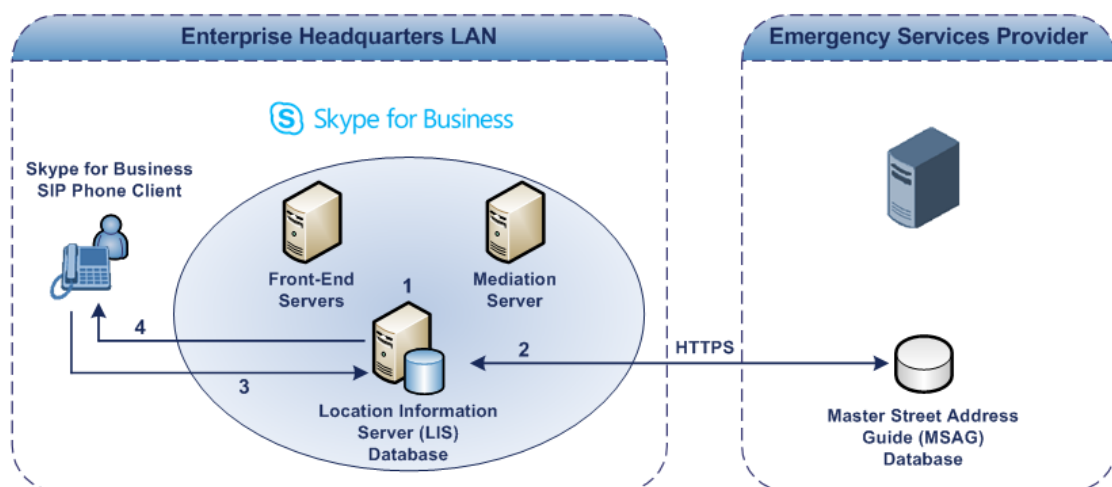 Enterprise Headquarters LAN
Emergency Services Provider
S Skype for Business
Skype for Business
SIP Phone Client
Front-End
Servers
Mediation
Server
1
4
2
HTTPS
3
Location Information
Server (LIS)
Database
Master Street Address
Guide (MSAG)
Database